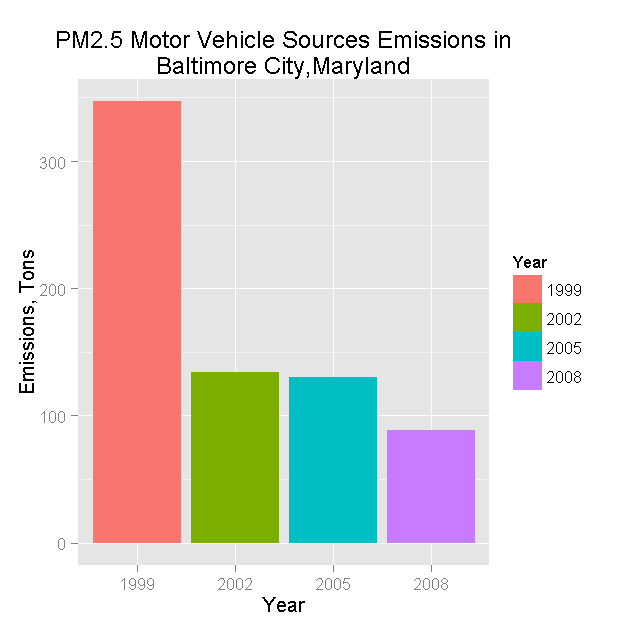 PM2.5 Motor Vehicle Sources Emissions in
Baltimore City,Maryland
Emissions, Tons
300
200
100
0
1999
2002
2005
2008
Year
Year
1999
2002
2005
2008